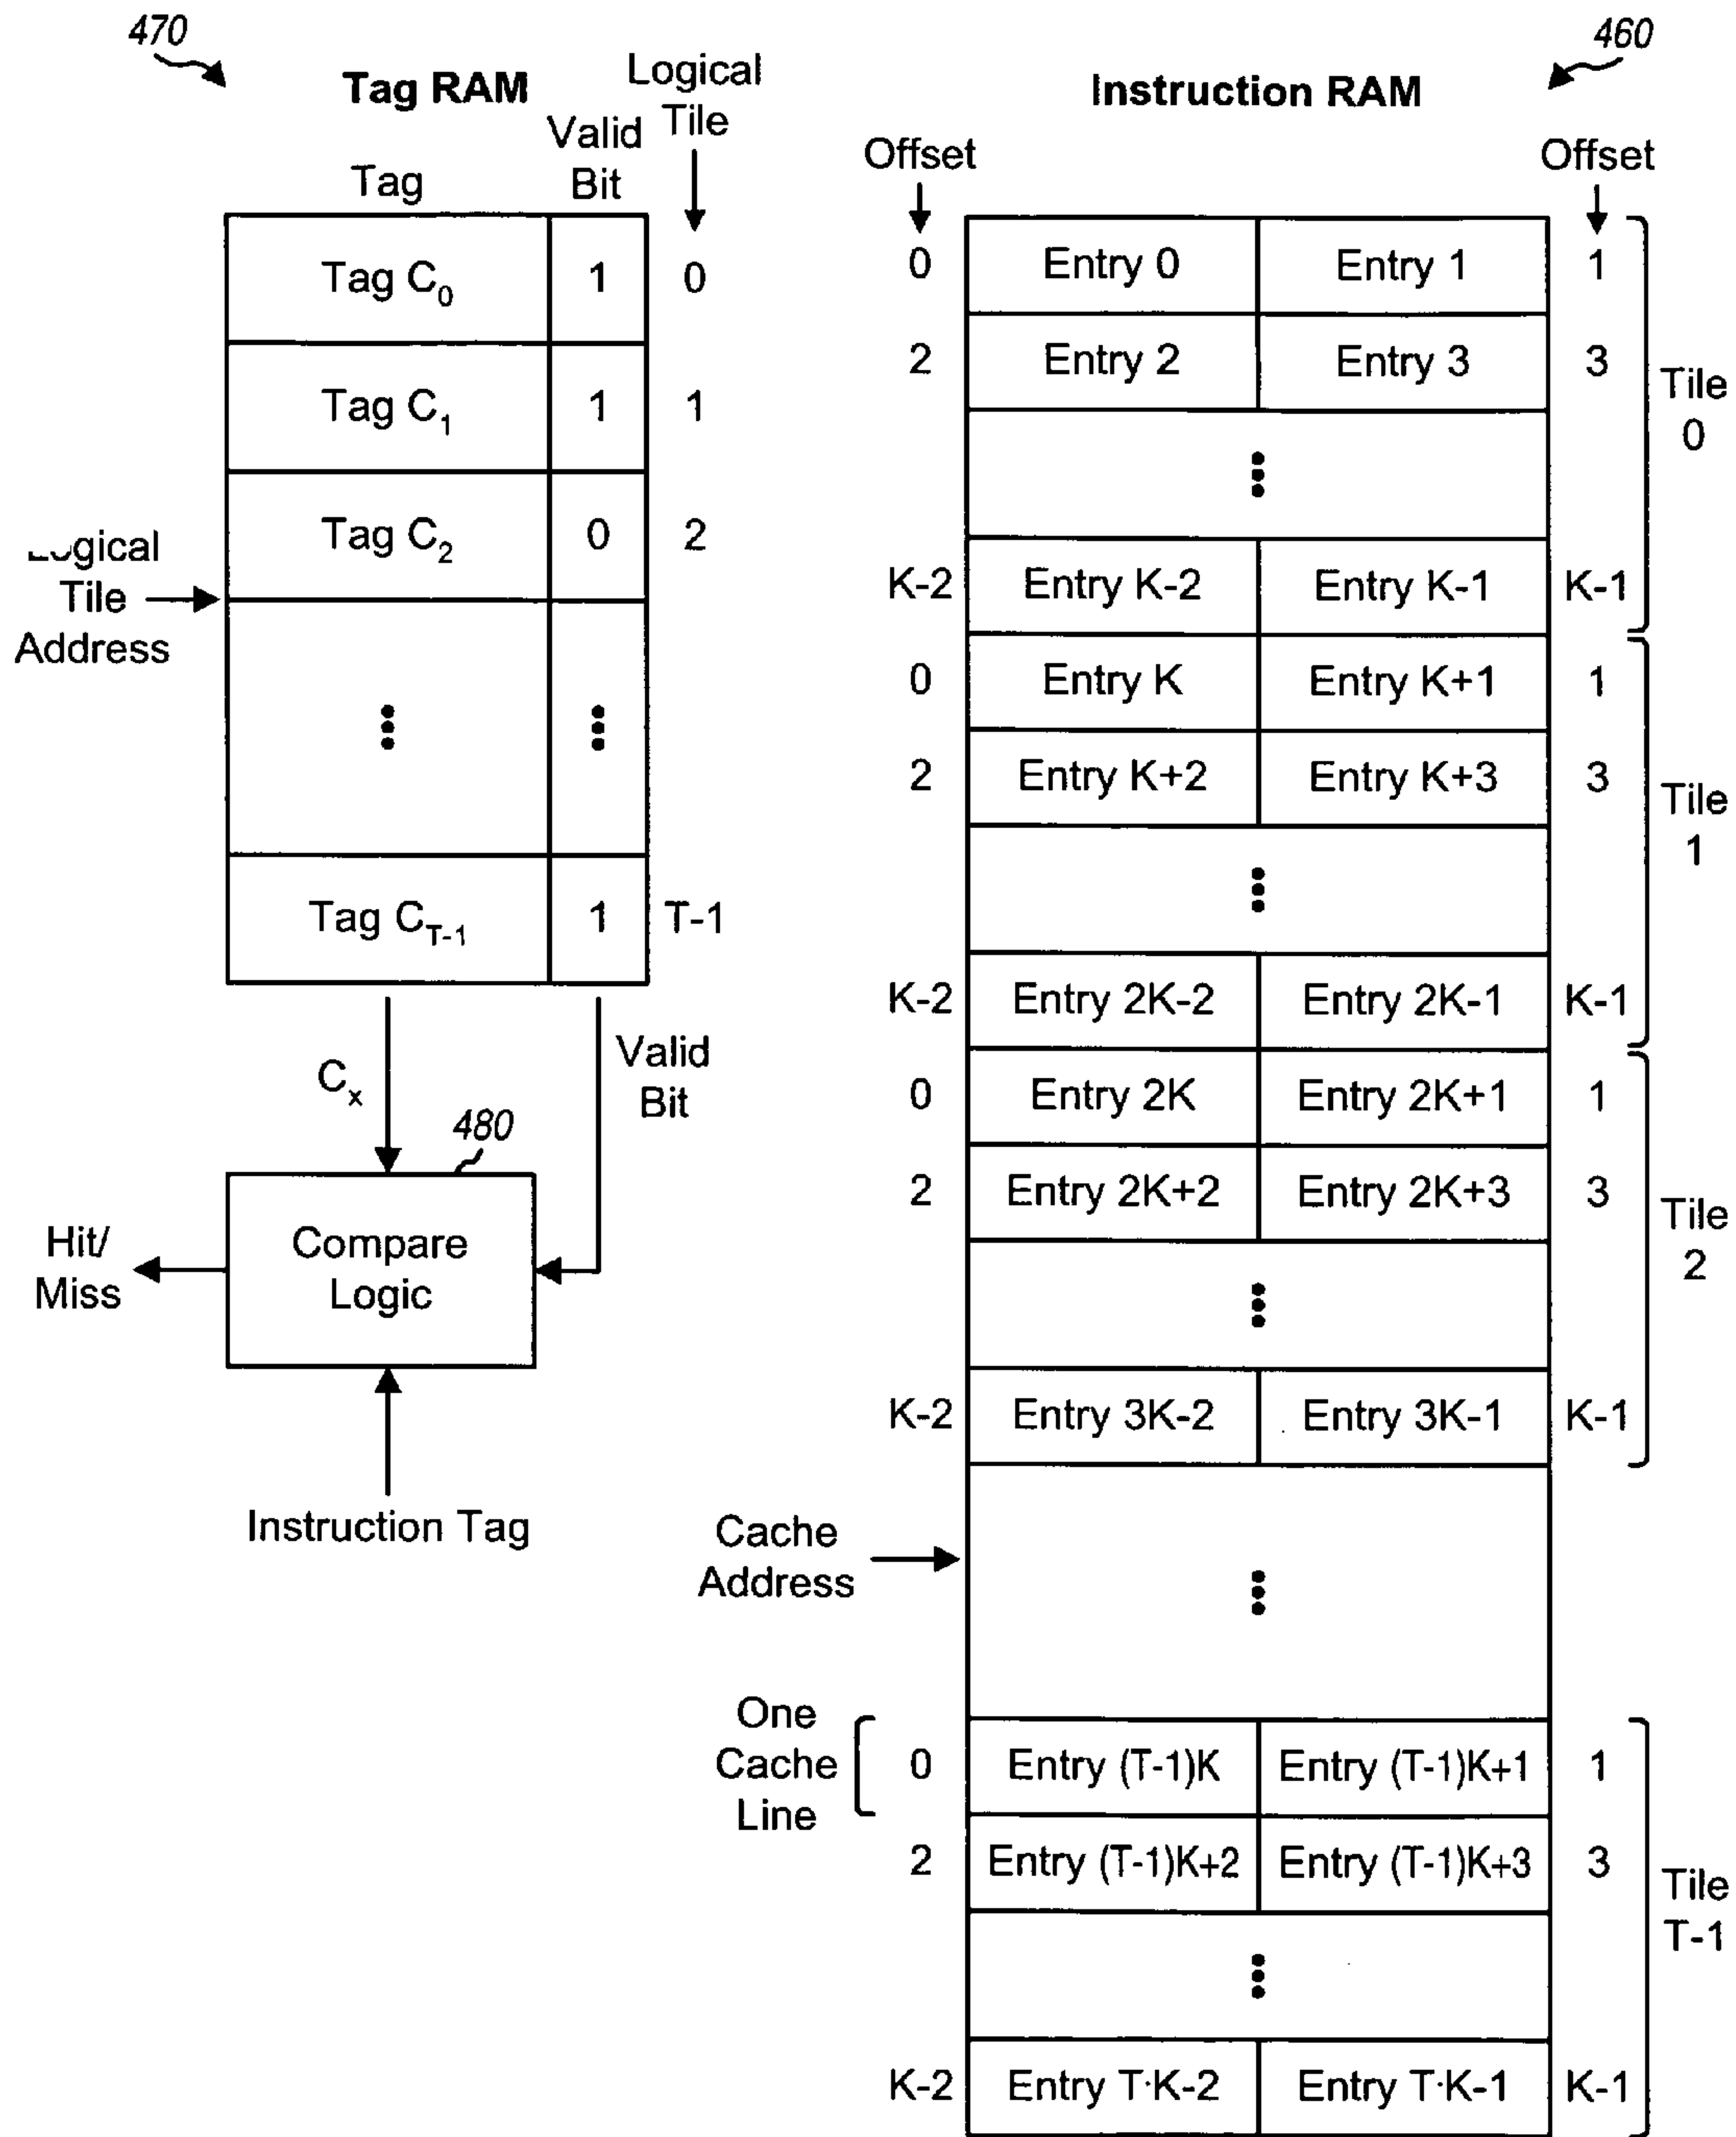 470
Tag RAM
Logical
Tile
Valid
Bit
Tag
Tag C₀ 1 0
Tag C₁ 1 1
Tag C₂ 0 2
Logical
Tile
Address
Tag C_T-1 1 T-1
C_x
Valid
Bit
480
Compare
Logic
Hit/
Miss
Instruction Tag
460
Instruction RAM
Offset Offset
0 Entry 0 Entry 1 1
2 Entry 2 Entry 3 3
Tile
0
K-2 Entry K-2 Entry K-1 K-1
0 Entry K Entry K+1 1
2 Entry K+2 Entry K+3 3
Tile
1
K-2 Entry 2K-2 Entry 2K-1 K-1
0 Entry 2K Entry 2K+1 1
2 Entry 2K+2 Entry 2K+3 3
Tile
2
K-2 Entry 3K-2 Entry 3K-1 K-1
Cache
Address
One
Cache
Line
0 Entry (T-1)K Entry (T-1)K+1 1
2 Entry (T-1)K+2 Entry (T-1)K+3 3
Tile
T-1
K-2 Entry T·K-2 Entry T·K-1 K-1